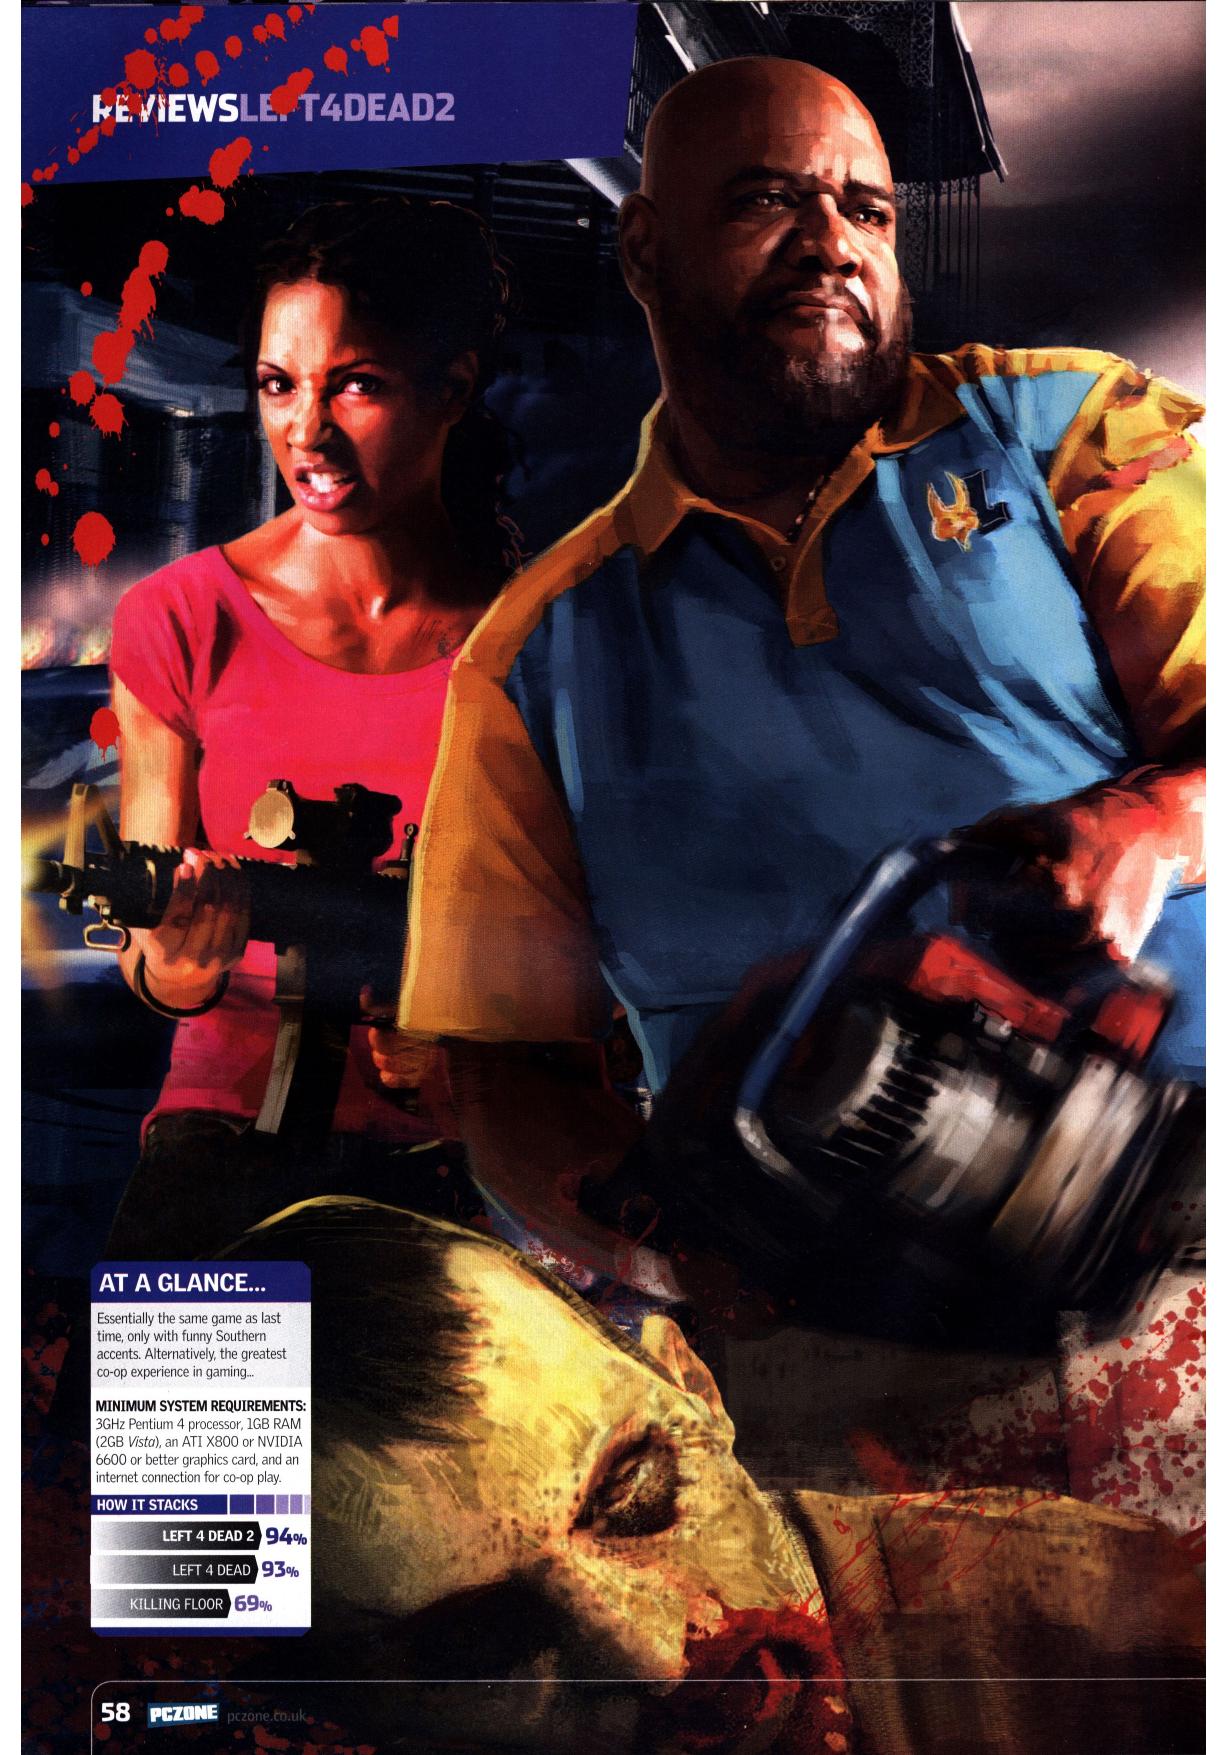 REVIEWSLEFT4DEAD2
L
AT A GLANCE...
Essentially the same game as last
time, only with funny Southern
accents. Alternatively, the greatest
co-op experience in gaming...
MINIMUM SYSTEM REQUIREMENTS:
3GHz Pentium 4 processor, 1GB RAM
(2GB Vista), an ATI X800 or NVIDIA
6600 or better graphics card, and an
internet connection for co-op play.
HOW IT STACKS
LEFT 4 DEAD 2 94%
LEFT 4 DEAD 93%
KILLING FLOOR 69%
58 PCZONE pczone.co.uk